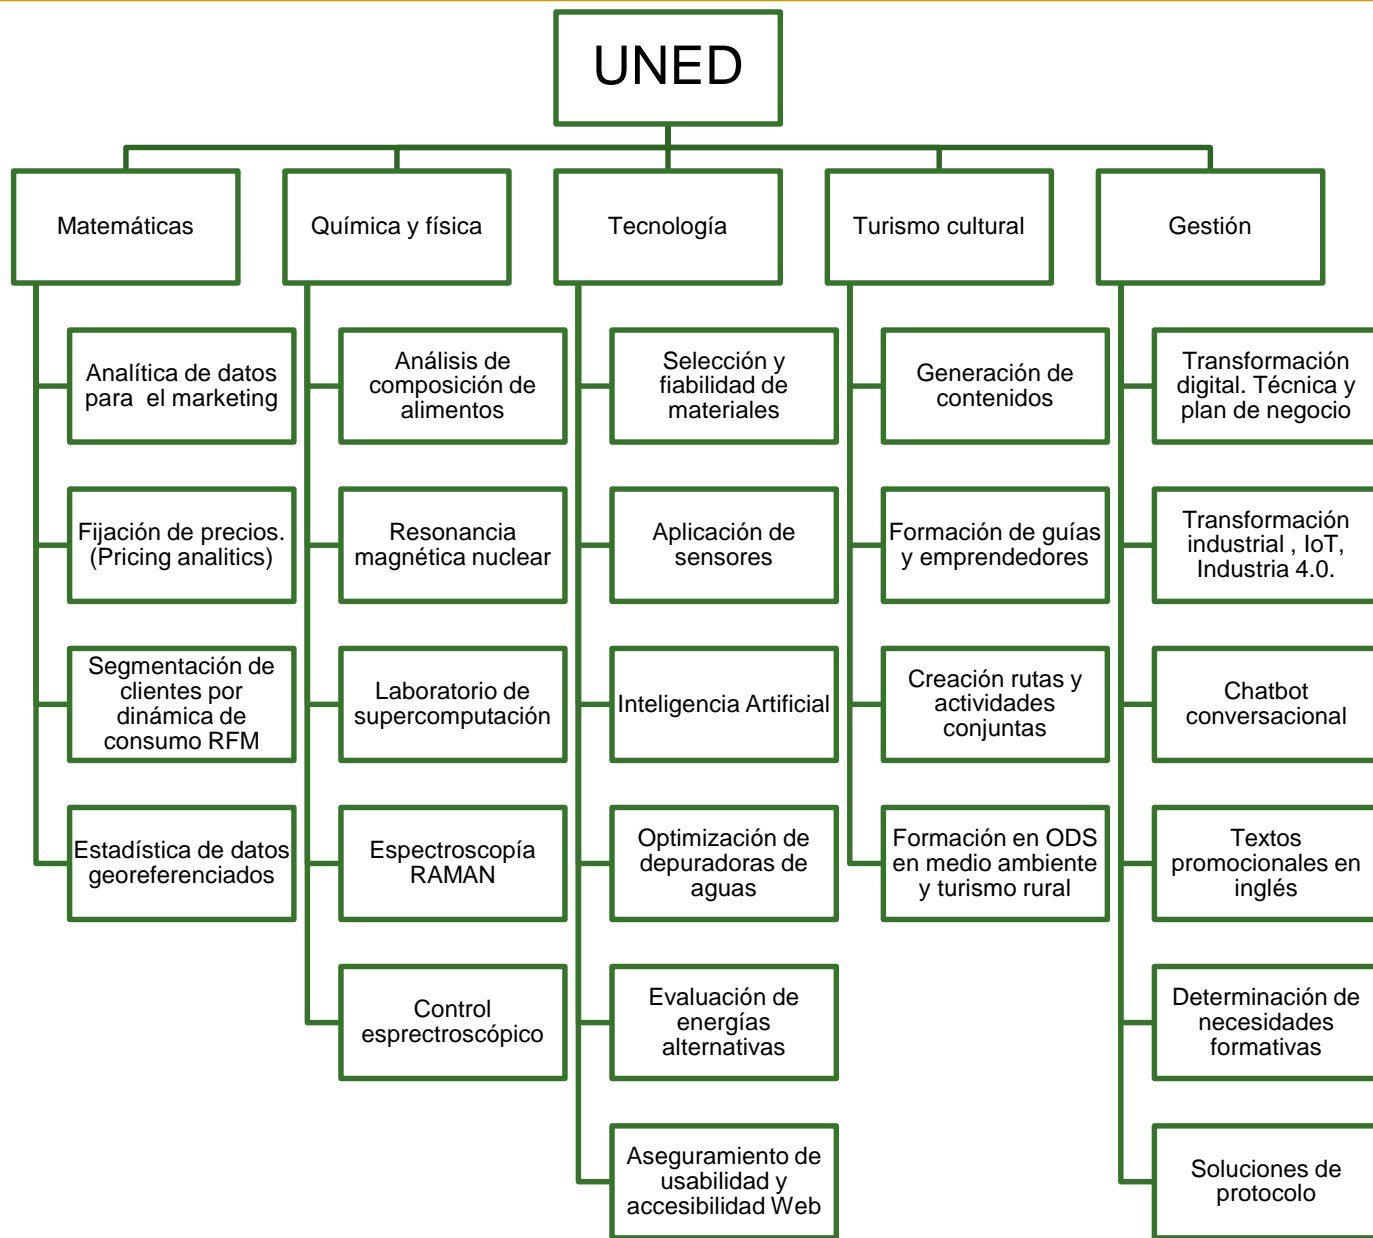 UNED
Matemáticas
Química y física
Tecnología
Turismo cultural
Gestión
Analítica de datos
para el marketing
Fijación de precios.
(Pricing analitics)
Segmentación de
clientes por
dinámica de
consumo RFM
Estadística de datos
georeferenciados
Análisis de
composición de
alimentos
Resonancia
magnética nuclear
Laboratorio de
supercomputación
Espectroscopía
RAMAN
Control
esprectroscópico
Selección y
fiabilidad de
materiales
Aplicación de
sensores
Inteligencia Artificial
Optimización de
depuradoras de
aguas
Evaluación de
energías
alternativas
Aseguramiento de
usabilidad y
accesibilidad Web
Generación de
contenidos
Formación de guías
y emprendedores
Creación rutas y
actividades
conjuntas
Formación en ODS
en medio ambiente
y turismo rural
Transformación
digital. Técnica y
plan de negocio
Transformación
industrial , IoT,
Industria 4.0.
Chatbot
conversacional
Textos
promocionales en
inglés
Determinación de
necesidades
formativas
Soluciones de
protocolo